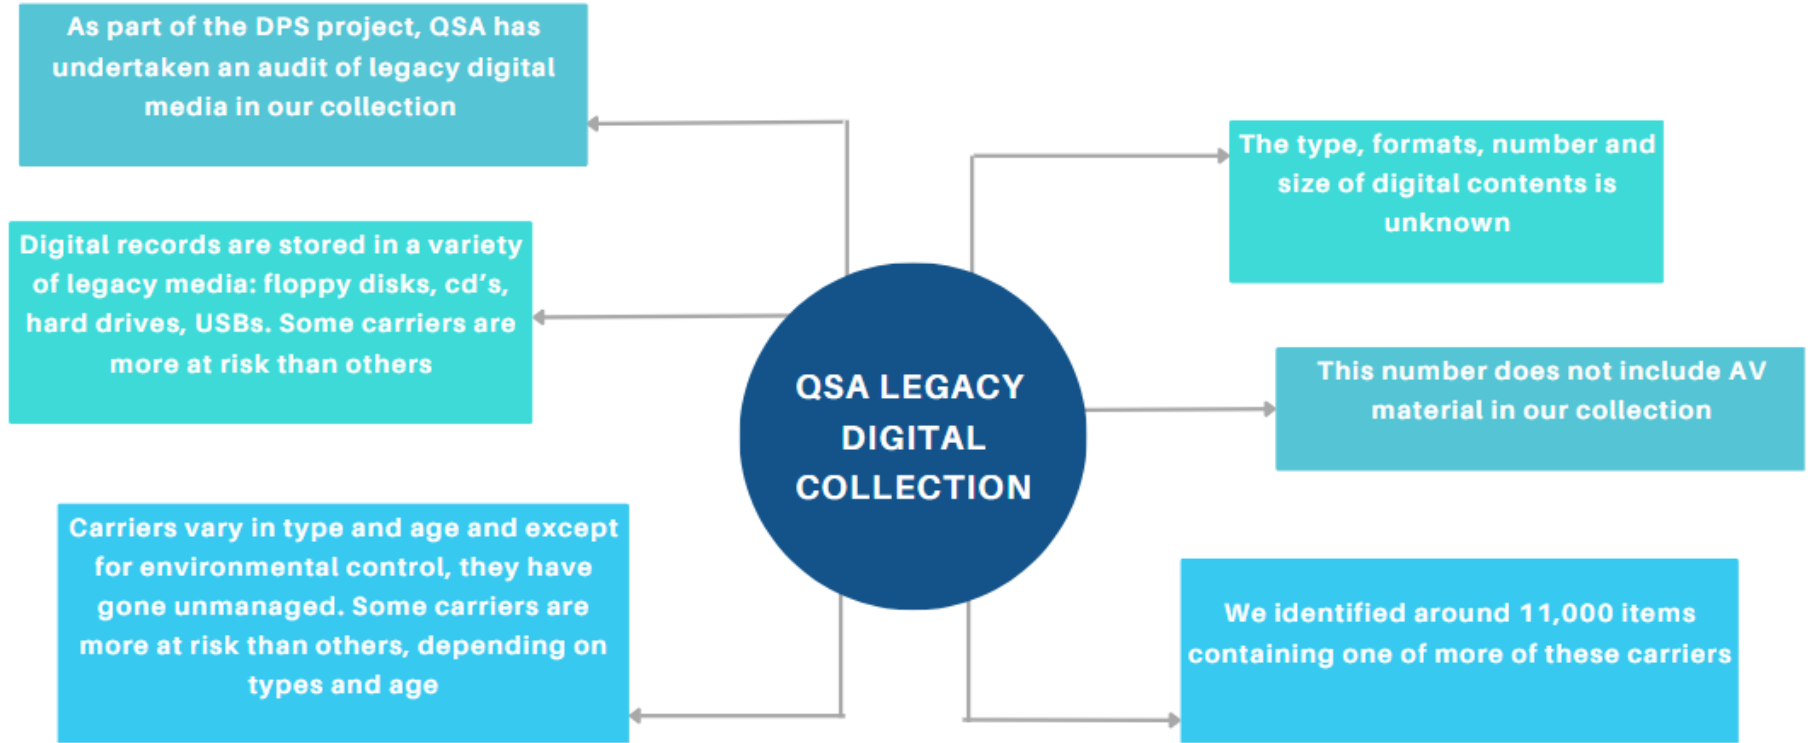 As part of the DPS project, QSA has
undertaken an audit of legacy digital
media in our collection
Digital records are stored in a variety
of legacy media: floppy disks, cd's,
hard drives, USBs. Some carriers are
more at risk than others
Carriers vary in type and age and except
for environmental control, they have
gone unmanaged. Some carriers are
more at risk than others, depending on
types and age
QSA LEGACY
DIGITAL
COLLECTION
The type, formats, number and
size of digital contents is
unknown
This number does not include AV
material in our collection
We identified around 11,000 items
containing one of more of these carriers